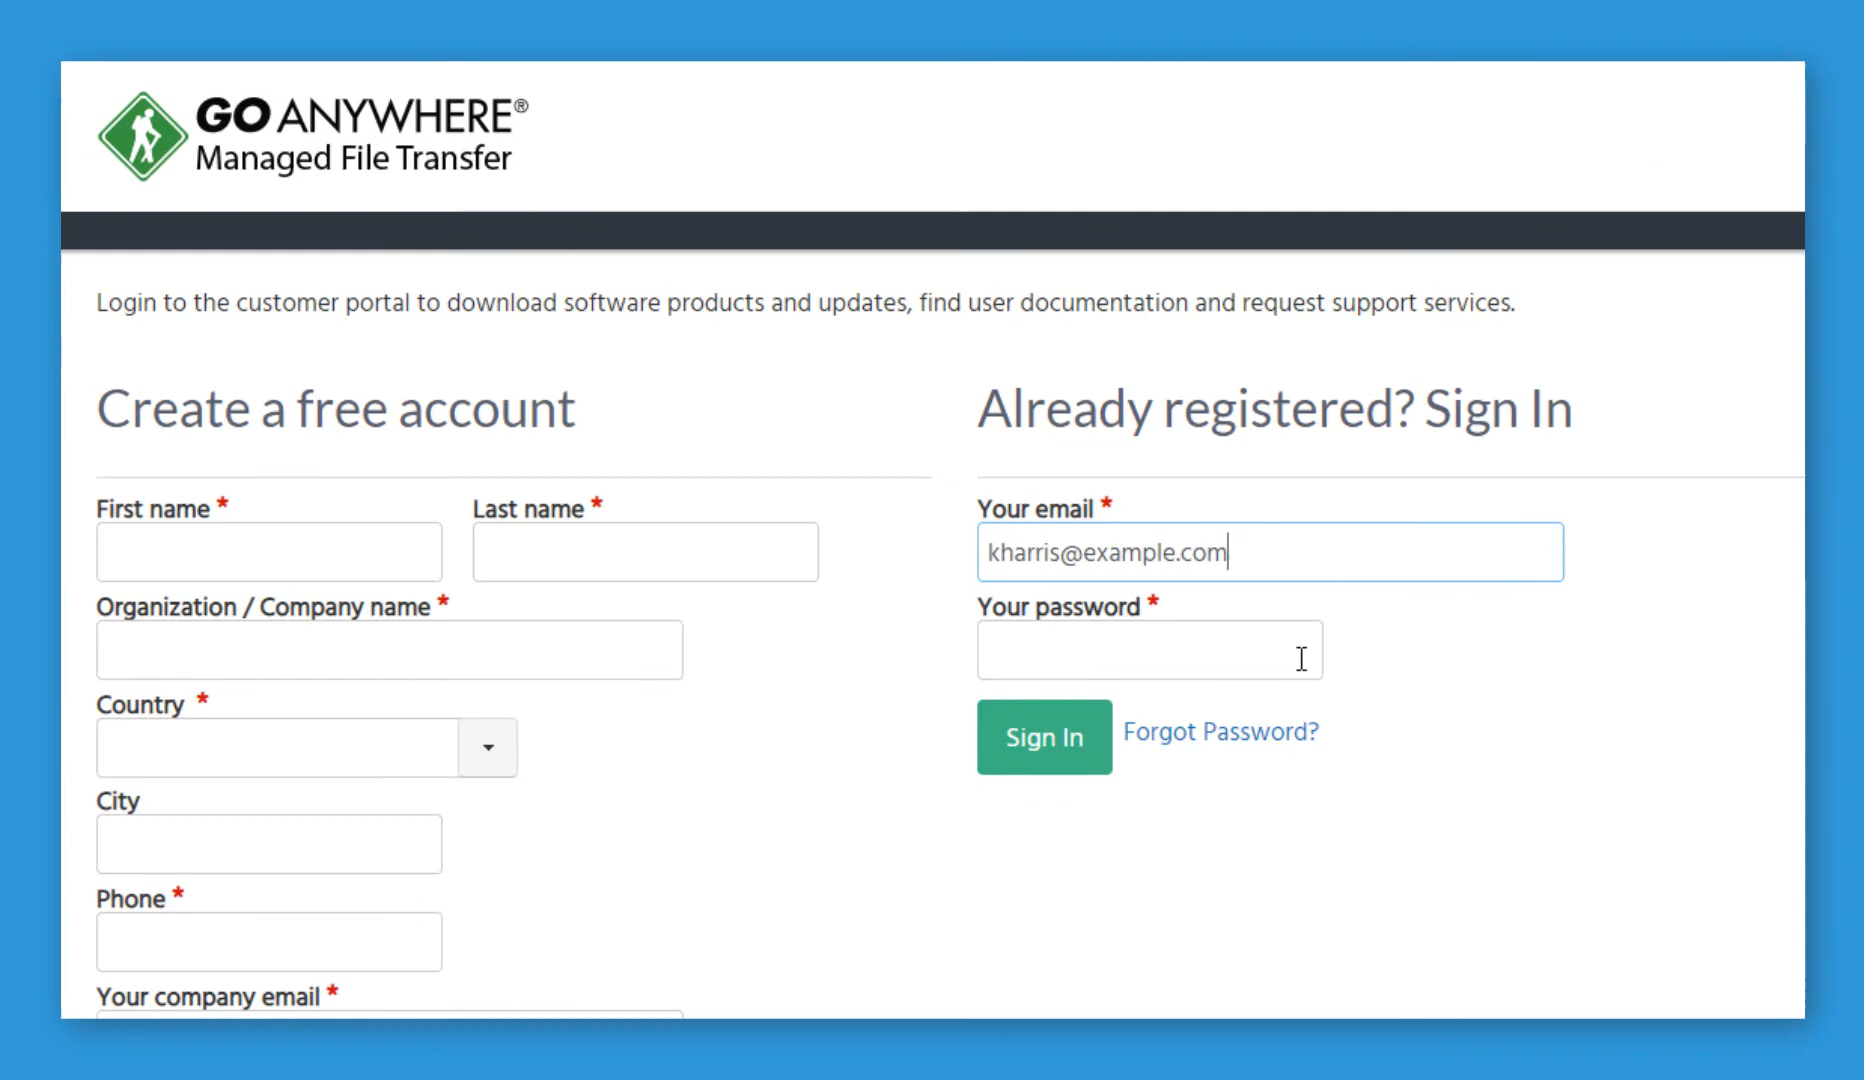 GO ANYWHERE®
Managed File Transfer
Login to the customer portal to download software products and updates, find user documentation and request support services.
Create a free account
First name *
Last name *
Organization / Company name *
Country *
City
Phone *
Your company email *
Already registered? Sign In
Your email *
kharris@example.com
Your password *
Sign In
Forgot Password?